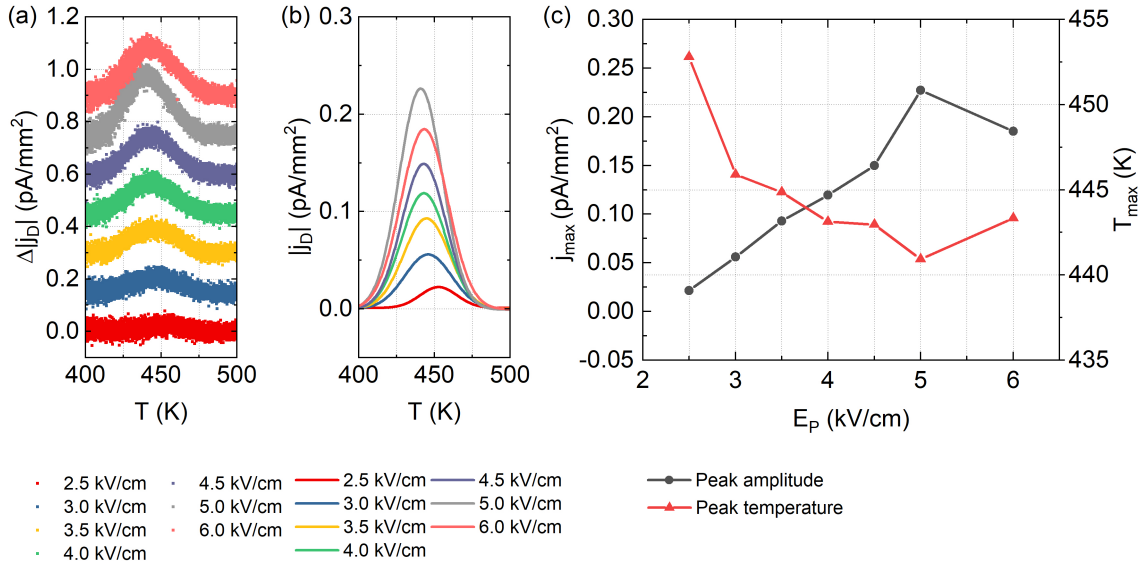 (a)
1.2
1.0
0.8
0.6
0.4
0.2
0.0
Δ|j_D| (pA/mm²)
400 450 500
T (K)
(b)
0.3
0.2
0.1
0.0
||j_D| (pA/mm²)
400 450 500
T (K)
(c)
0.30
0.25
0.20
0.15
0.10
0.05
0.00
-0.05
j_max (pA/mm²)
2 3 4 5 6
E_P (kV/cm)
455
450
445
440
435
T_max (K)
2.5 kV/cm
3.0 kV/cm
3.5 kV/cm
4.0 kV/cm
4.5 kV/cm
5.0 kV/cm
6.0 kV/cm
2.5 kV/cm
3.0 kV/cm
3.5 kV/cm
4.0 kV/cm
4.5 kV/cm
5.0 kV/cm
6.0 kV/cm
Peak amplitude
Peak temperature